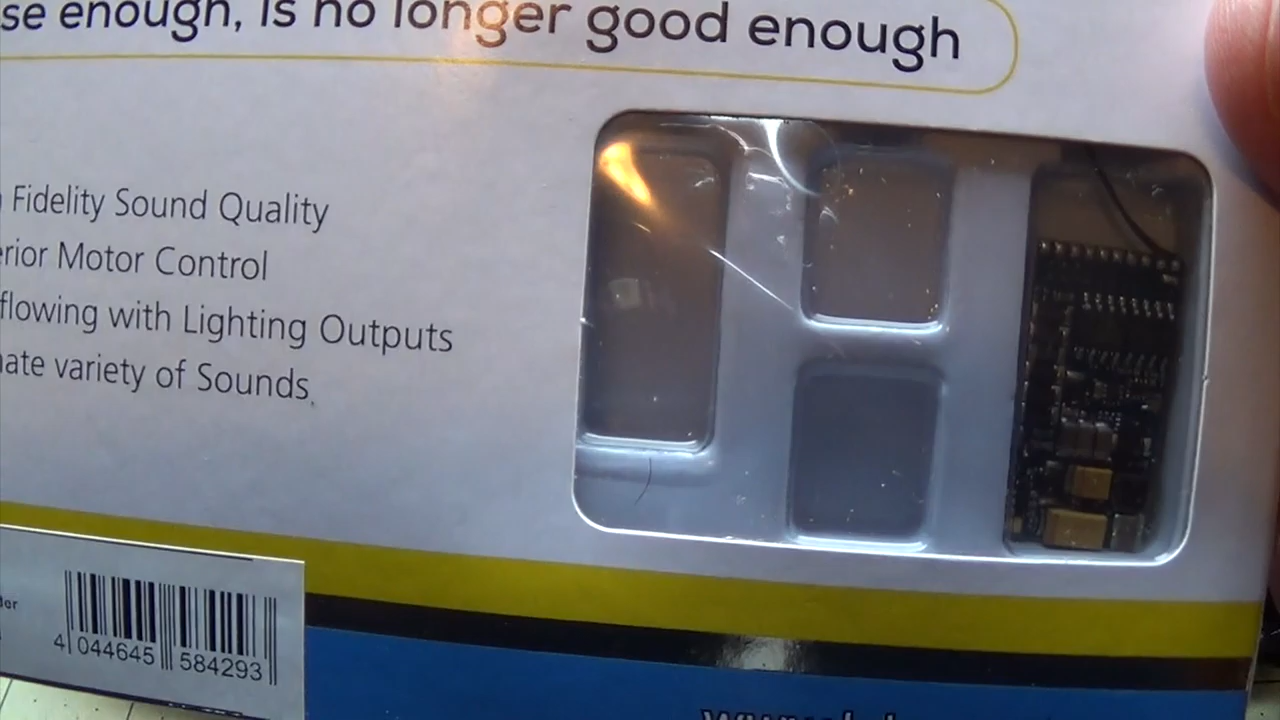 se enough, is no longer good enough
Fidelity Sound Quality
erior Motor Control
flowing with Lighting Outputs
nate variety of Sounds.
4 044645 584293